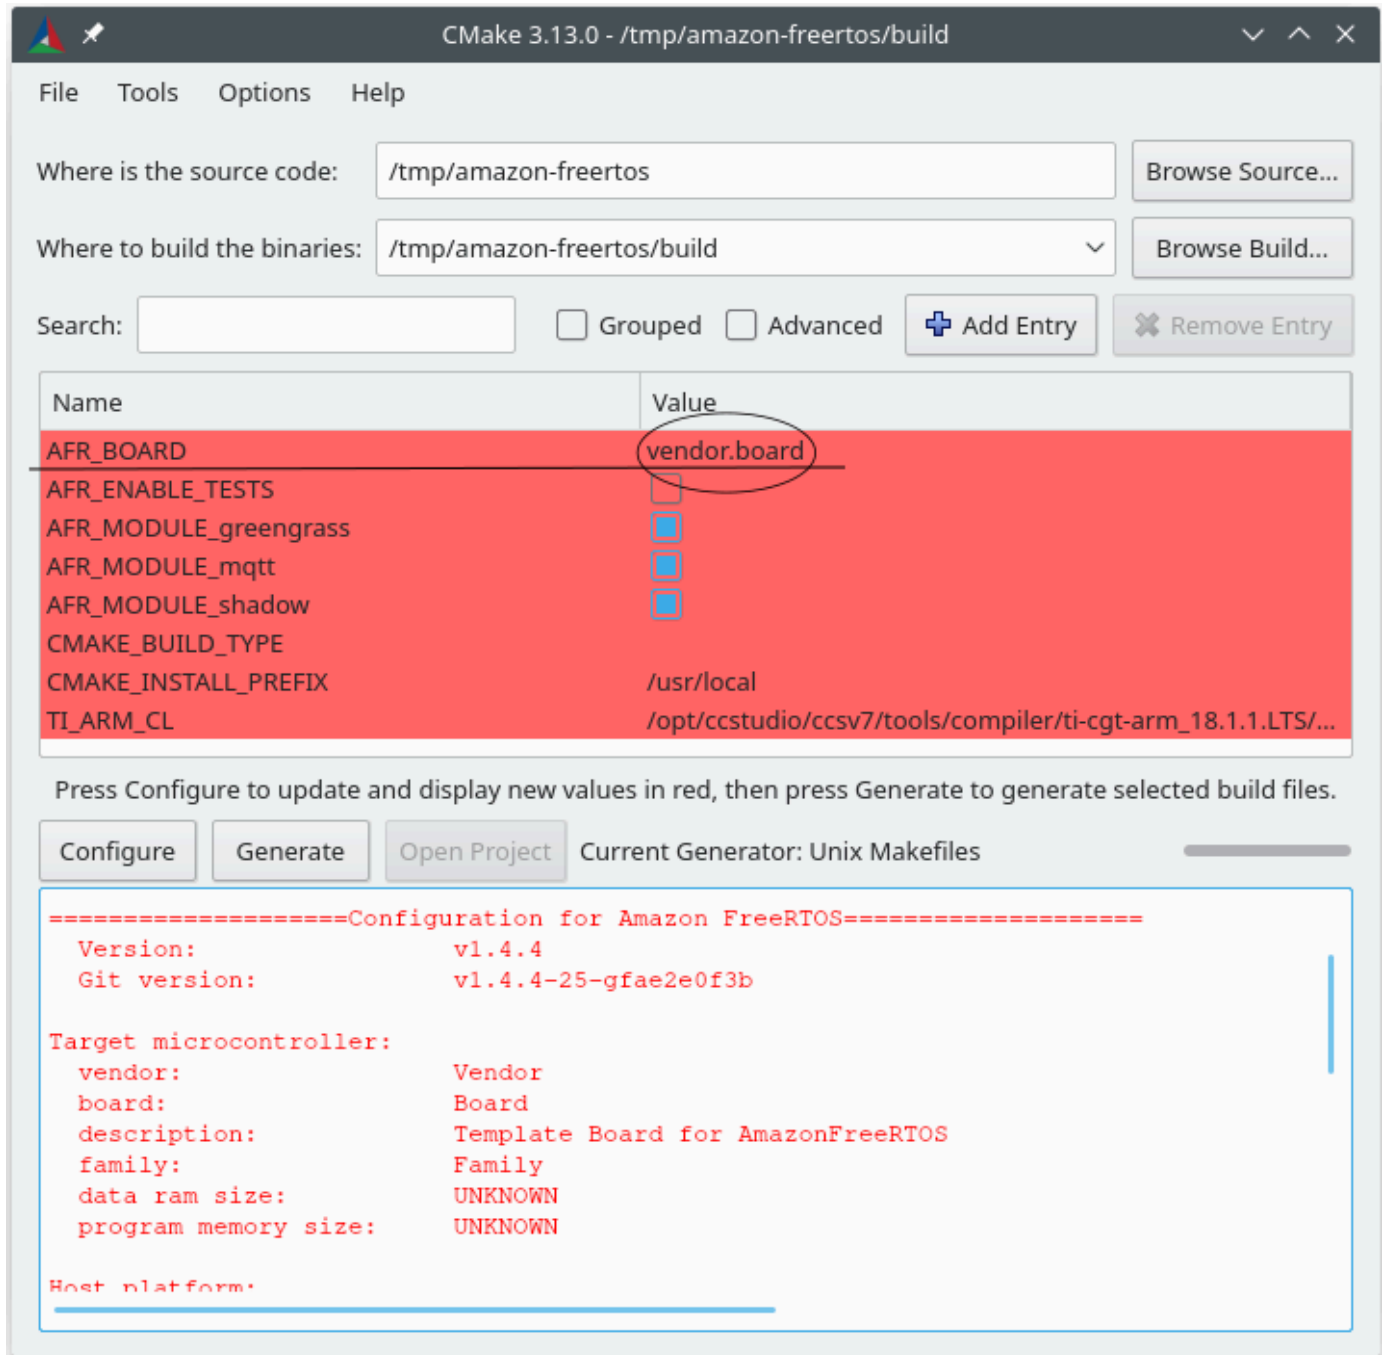 CMake 3.13.0 - /tmp/amazon-freertos/build
File Tools Options Help
Where is the source code: /tmp/amazon-freertos Browse Source...
Where to build the binaries: /tmp/amazon-freertos/build Browse Build...
Search: Grouped Advanced Add Entry Remove Entry
Name Value
AFR_BOARD vendor.board
AFR_ENABLE_TESTS
AFR_MODULE_greengrass
AFR_MODULE_mqtt
AFR_MODULE_shadow
CMAKE_BUILD_TYPE
CMAKE_INSTALL_PREFIX /usr/local
TI_ARM_CL /opt/ccstudio/ccsv7/tools/compiler/ti-cgt-arm_18.1.1.LTS/...
Press Configure to update and display new values in red, then press Generate to generate selected build files.
Configure Generate Open Project Current Generator: Unix Makefiles
====================Configuration for Amazon FreeRTOS====================
Version: v1.4.4
Git version: v1.4.4-25-gfae2e0f3b
Target microcontroller:
vendor: Vendor
board: Board
description: Template Board for AmazonFreeRTOS
family: Family
data ram size: UNKNOWN
program memory size: UNKNOWN
Host platform: